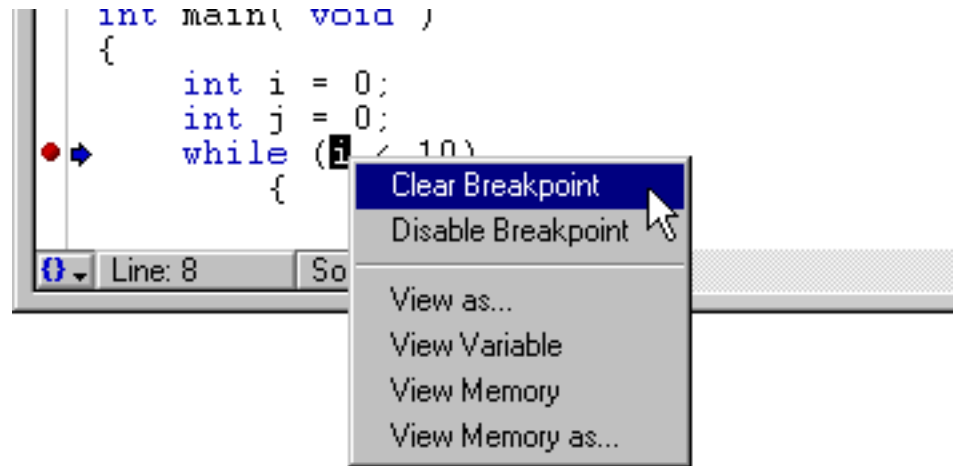 int main( void )
{
int i = 0;
int j = 0;
while (i < 10)
{
Clear Breakpoint
Disable Breakpoint
{} Line: 8 So
View as...
View Variable
View Memory
View Memory as...